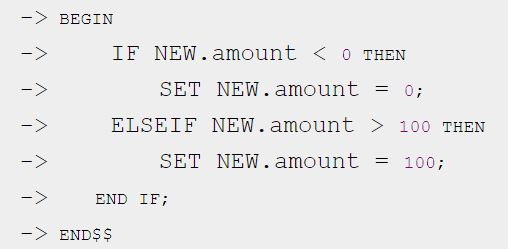 -> BEGIN
->     IF NEW.amount < 0 THEN
->         SET NEW.amount = 0;
->     ELSEIF NEW.amount > 100 THEN
->         SET NEW.amount = 100;
->     END IF;
-> END$$